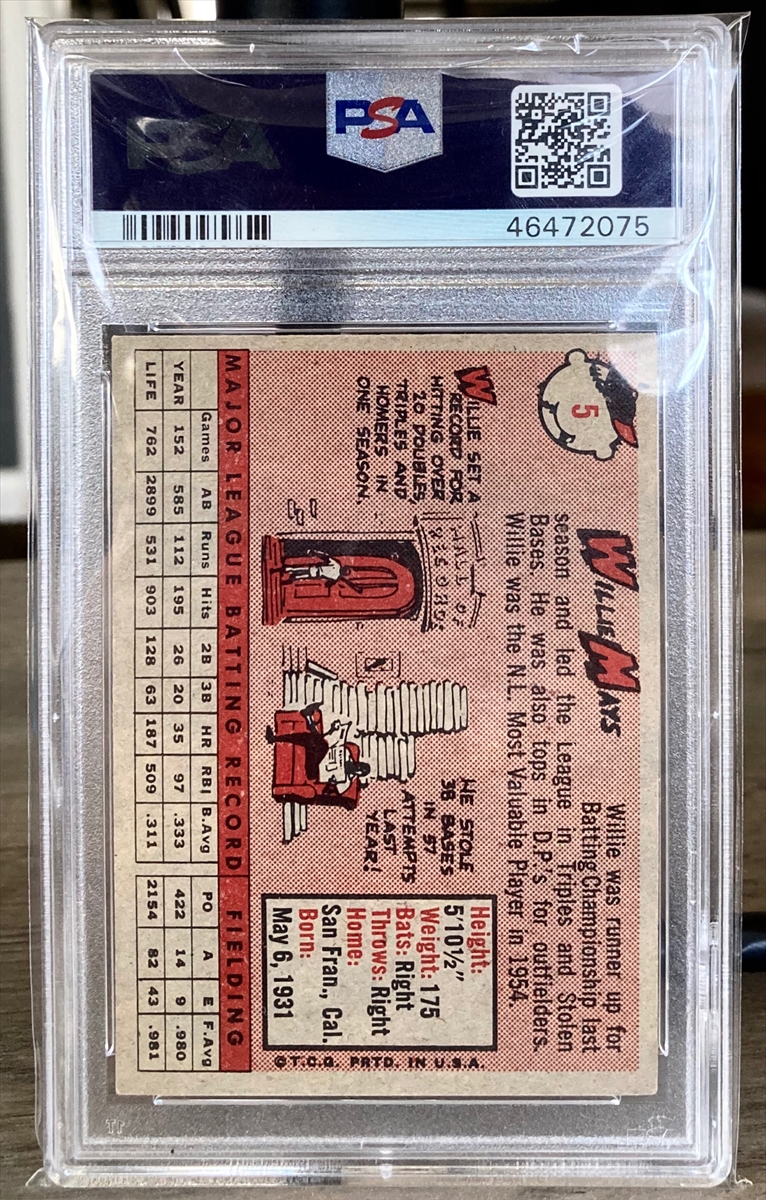 PSA
PSA
46472075
5
WILLIE MAYS
Willie was runner up for
Batting Championship last
season and led the League in Triples and Stolen
Bases. He was also tops in D.P.'s for outfielders.
Willie was the N.L. Most Valuable Player in 1954
WILLIE SET A
RECORD FOR
HITTING OVER
20 DOUBLES,
TRIPLES AND
HOMERS IN
ONE SEASON.
HALL OF
RECORDS
HE STOLE
38 BASES
IN 57
ATTEMPTS
LAST
YEAR!
Height:
5'10½"
Weight: 175
Bats: Right
Throws: Right
Home:
San Fran., Cal.
Born:
May 6, 1931
©T.C.G. PRTD. IN U.S.A.
MAJOR LEAGUE BATTING RECORD FIELDING
Games AB Runs Hits 2B 3B HR RBI B.Avg PO A E F.Avg
YEAR 152 585 112 195 26 20 35 97 .333 422 14 9 .980
LIFE 762 2899 531 903 128 63 187 509 .311 2154 82 43 .981